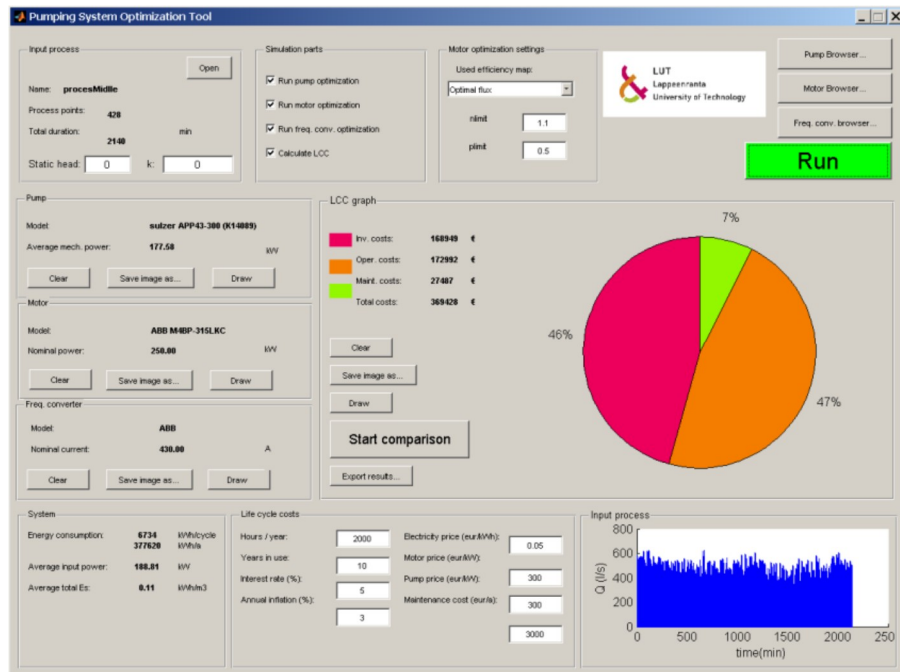 Pumping System Optimization Tool
Input process
Open
Name: procesMidlle
Process points: 428
Total duration: 2140 min
Static head: 0 k: 0
Simulation parts
Run pump optimization
Run motor optimization
Run freq. conv. optimization
Calculate LCC
Motor optimization settings
Used efficiency map:
Optimal flux
nlimit 1.1
plimit 0.5
LUT
Lappeenranta
University of Technology
Pump Browser...
Motor Browser...
Freq. conv. browser...
Run
Pump
Model: sulzer APP43-300 (K14089)
Average mech. power: 177.58 kW
Clear Save image as... Draw
Motor
Model: ABB M4BP-315LKC
Nominal power: 250.00 kW
Clear Save image as... Draw
Freq. converter
Model: ABB
Nominal current: 430.00 A
Clear Save image as... Draw
LCC graph
Inv. costs: 168949 €
Oper. costs: 172992 €
Maint. costs: 27487 €
Total costs: 369428 €
Clear
Save image as...
Draw
Start comparison
Export results...
7%
46%
47%
System
Energy consumption: 6734 kWh/cycle
377620 kWh/a
Average input power: 188.81 kW
Average total Es: 0.11 kWh/m3
Life cycle costs
Hours / year: 2000
Years in use: 10
Interest rate (%): 5
Annual inflation (%): 3
Electricity price (eur/kWh): 0.05
Motor price (eur/kW): 300
Pump price (eur/kW): 300
Maintenance cost (eur/a): 3000
Input process
800
600
400
200
0
Q (l/s)
0 500 1000 1500 2000 250
time(min)